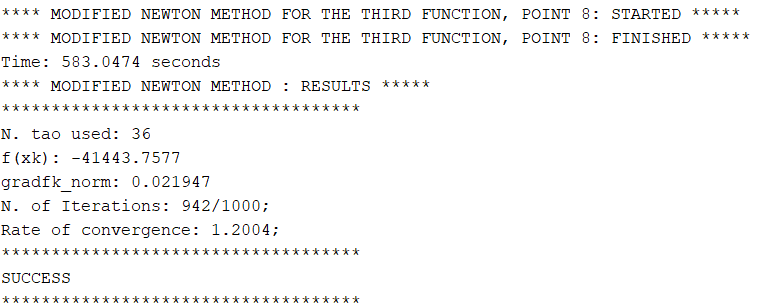 **** MODIFIED NEWTON METHOD FOR THE THIRD FUNCTION, POINT 8: STARTED *****
**** MODIFIED NEWTON METHOD FOR THE THIRD FUNCTION, POINT 8: FINISHED *****
Time: 583.0474 seconds
**** MODIFIED NEWTON METHOD : RESULTS *****
************************************
N. tao used: 36
f(xk): -41443.7577
gradfk_norm: 0.021947
N. of Iterations: 942/1000;
Rate of convergence: 1.2004;
************************************
SUCCESS
************************************